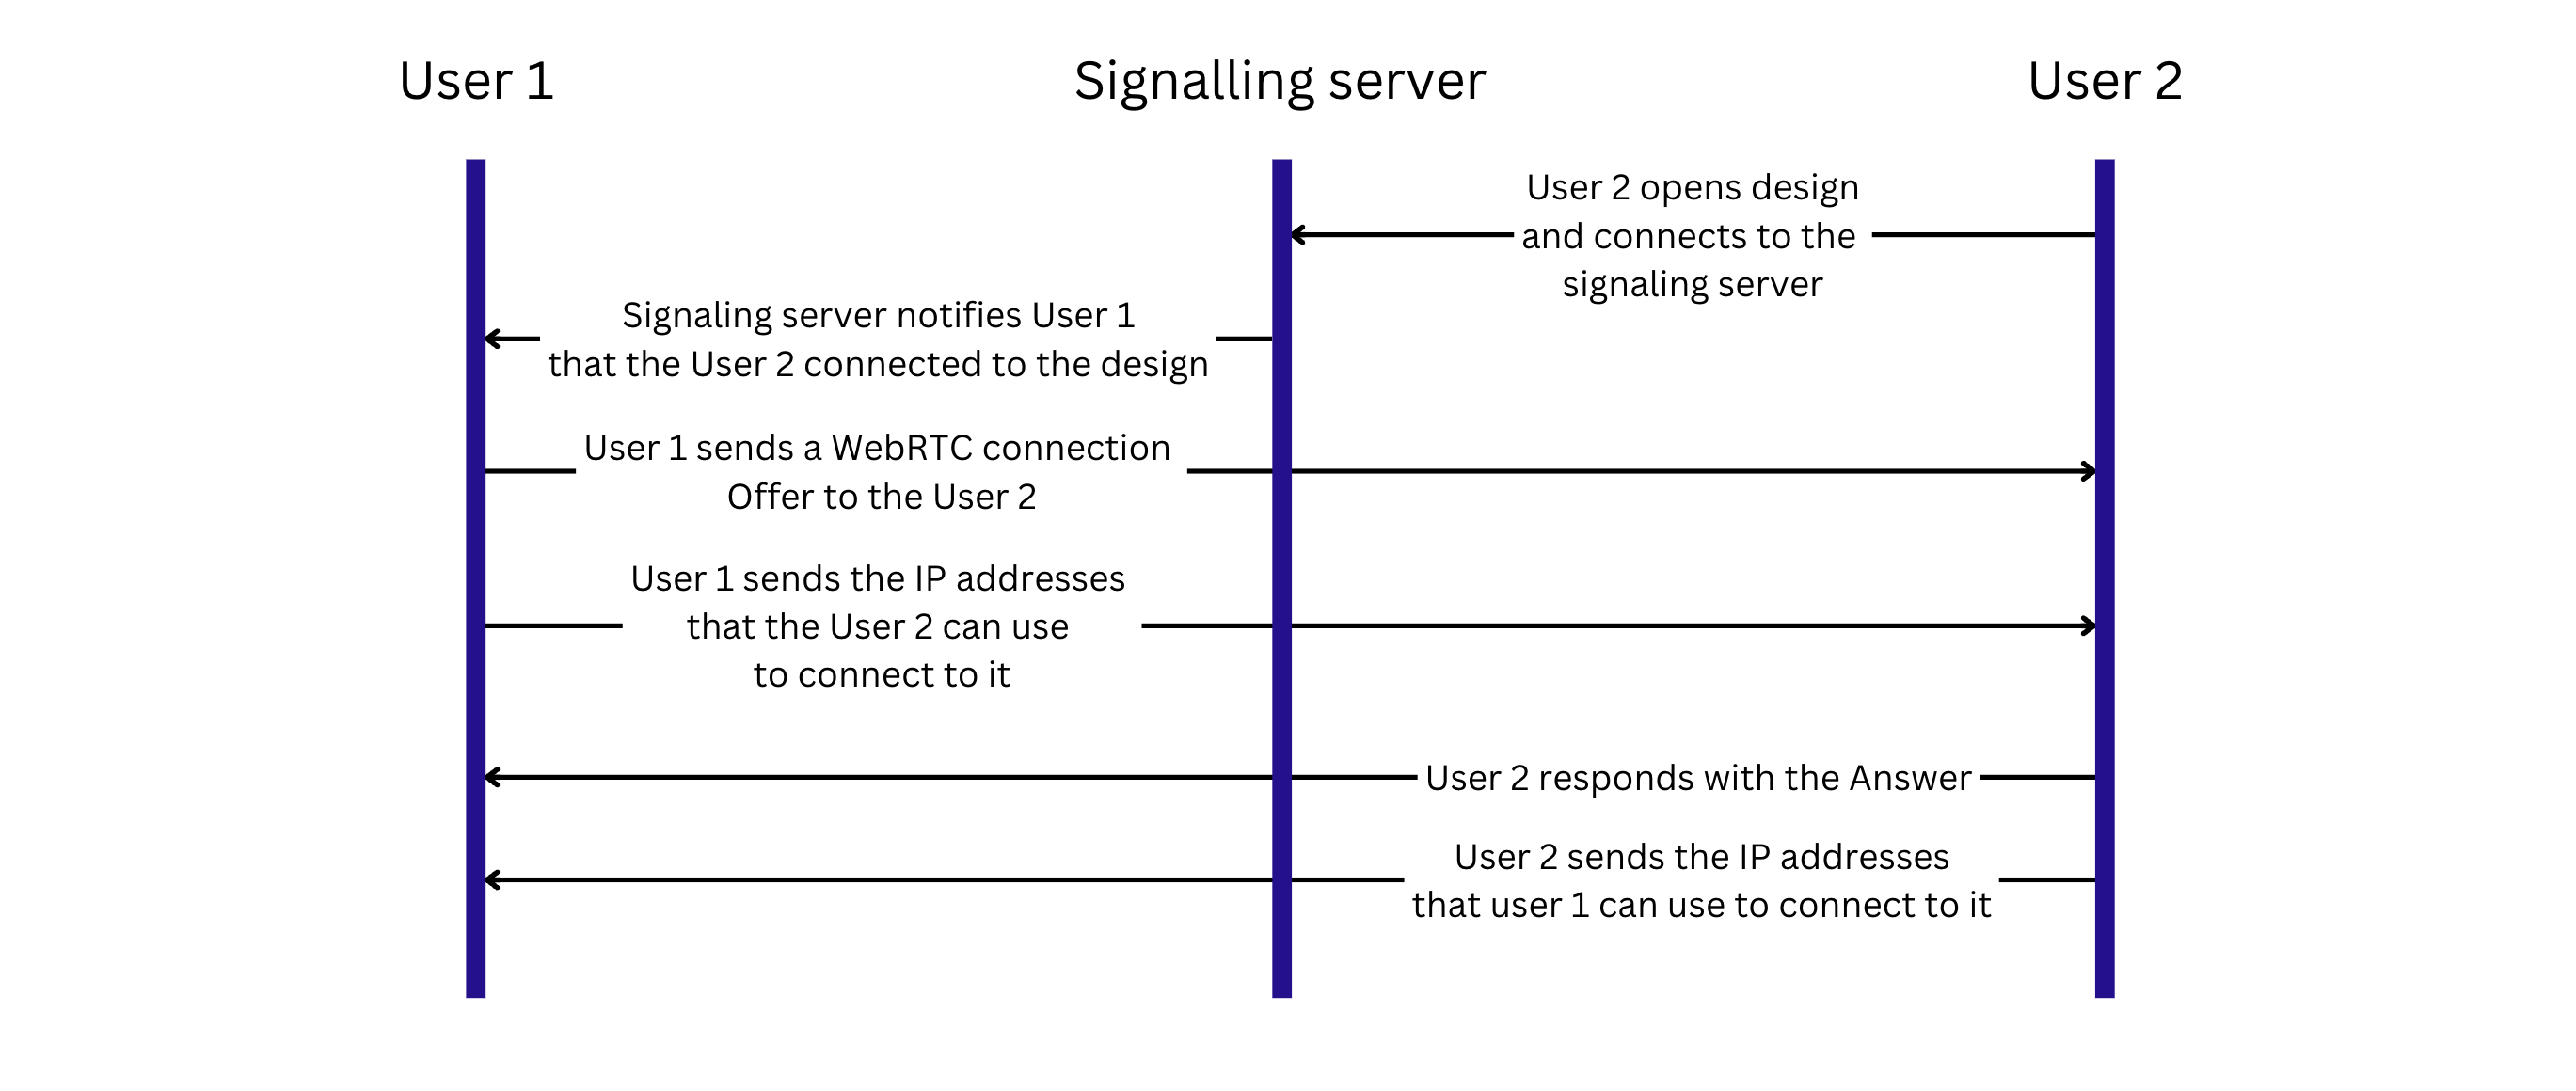 User 1
Signalling server
User 2
User 2 opens design
and connects to the
signaling server
Signaling server notifies User 1
that the User 2 connected to the design
User 1 sends a WebRTC connection
Offer to the User 2
User 1 sends the IP addresses
that the User 2 can use
to connect to it
User 2 responds with the Answer
User 2 sends the IP addresses
that user 1 can use to connect to it